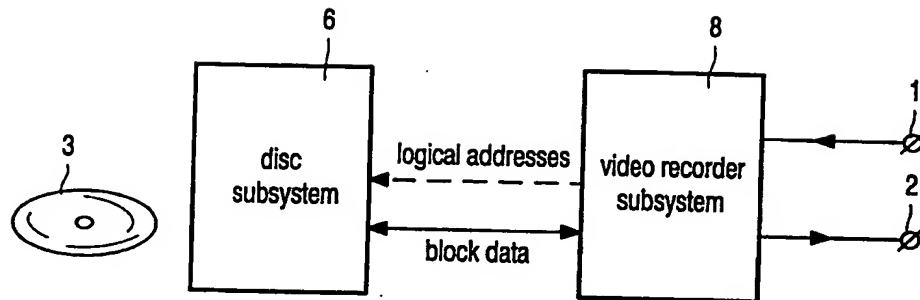 6
8
1
3
disc
subsystem
logical addresses
video recorder
subsystem
2
block data